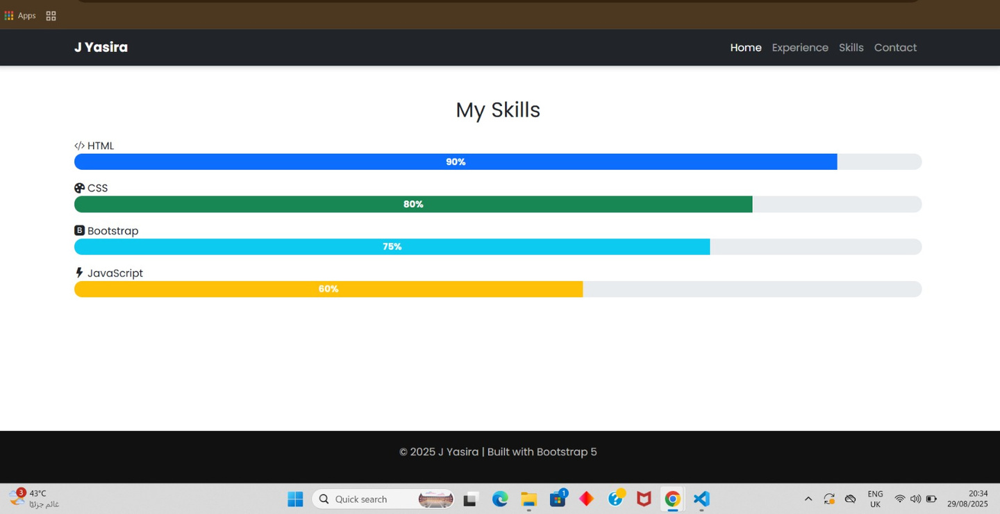 Apps
J Yasira
Home Experience Skills Contact
My Skills
</> HTML
90%
CSS
80%
B Bootstrap
75%
JavaScript
60%
© 2025 J Yasira | Built with Bootstrap 5
3
43°C
غائم جزئيًا
Quick search
1
ENG
UK
20:34
29/08/2025